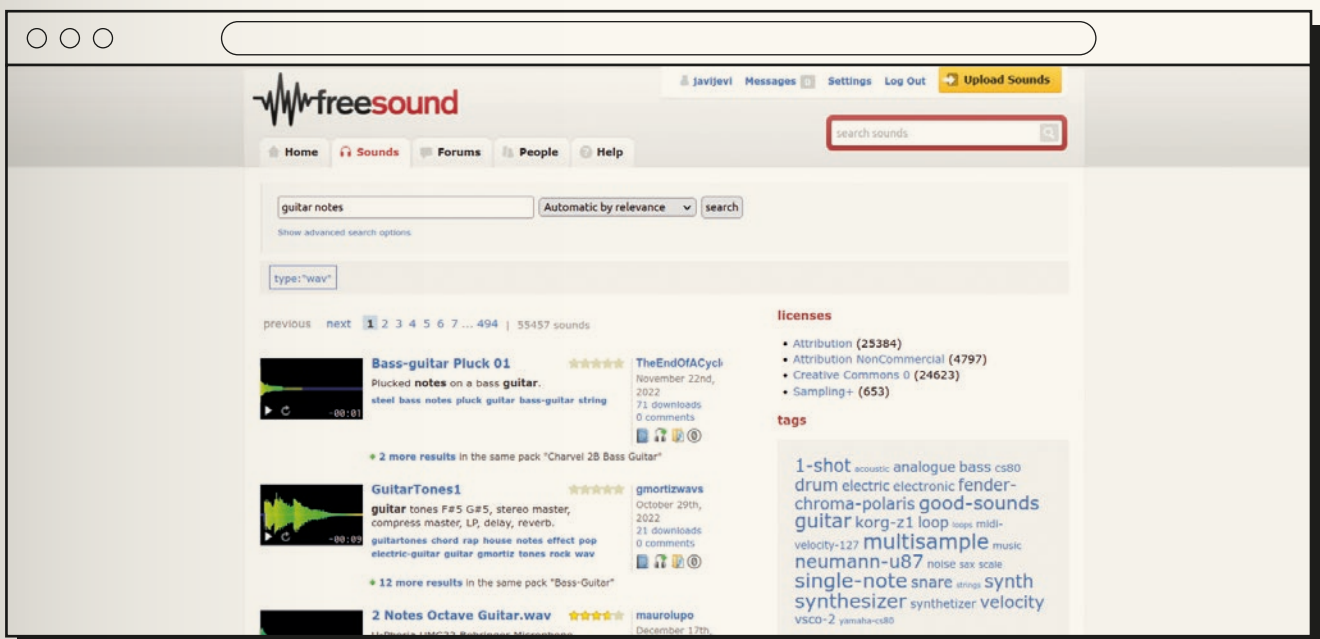 freesound
javijevi Messages 0 Settings Log Out Upload Sounds
search sounds
Home Sounds Forums People Help
guitar notes Automatic by relevance search
Show advanced search options
type:"wav"
previous next 1 2 3 4 5 6 7 ... 494 | 55457 sounds
Bass-guitar Pluck 01
Plucked notes on a bass guitar.
steel bass notes pluck guitar bass-guitar string
-00:01
TheEndOfACycl
November 22nd,
2022
71 downloads
0 comments
2 more results in the same pack "Charvel 2B Bass Guitar"
GuitarTones1
guitar tones F#5 G#5, stereo master,
compress master, LP, delay, reverb.
guitartones chord rap house notes effect pop
electric-guitar guitar gmortiz tones rock wav
-00:09
gmortizwavs
October 29th,
2022
21 downloads
0 comments
12 more results in the same pack "Bass-Guitar"
2 Notes Octave Guitar.wav
U-Phoria UMC22 Behringer Microphone
maurolupo
December 17th,
licenses
Attribution (25384)
Attribution NonCommercial (4797)
Creative Commons 0 (24623)
Sampling+ (653)
tags
1-shot acoustic analogue bass cs80
drum electric electronic fender-
chroma-polaris good-sounds
guitar korg-z1 loop loops midi-
velocity-127 multisample music
neumann-u87 noise sax scale
single-note snare strings synth
synthesizer synthetizer velocity
vsco-2 yamaha-cs80